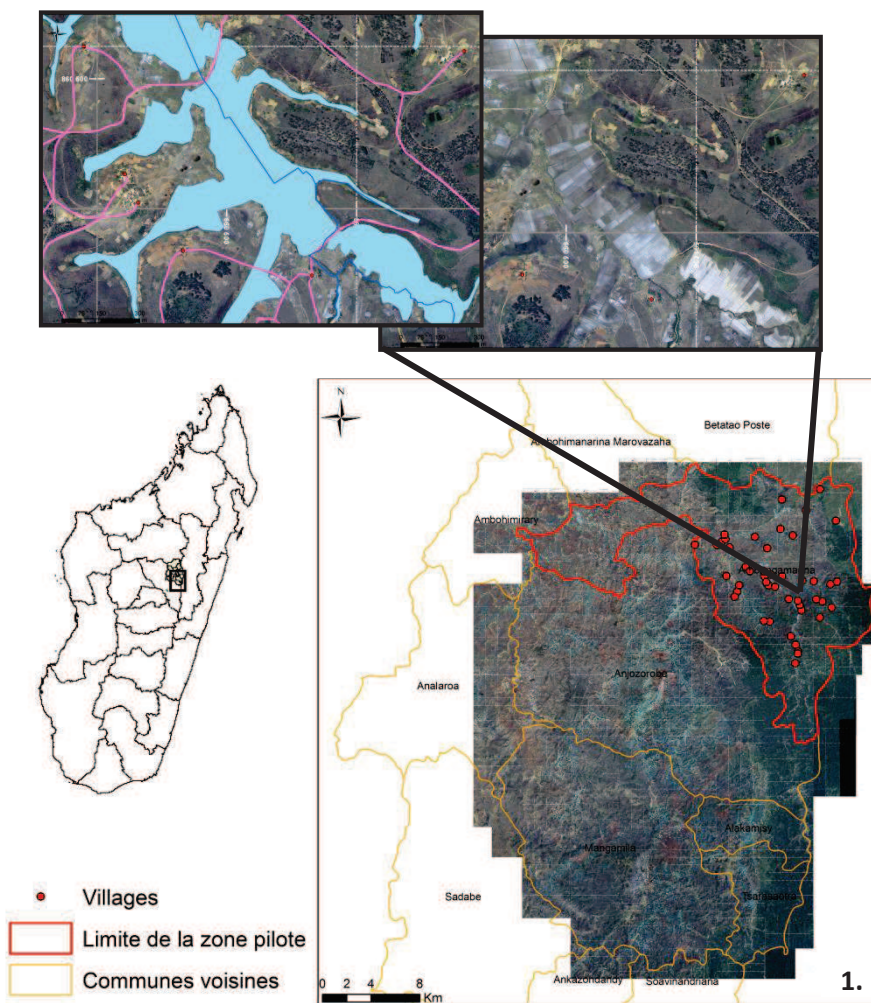 N
Betatao Poste
Ambohimanarina Marovazaha
Ambohimirary
Anjozorobe
Analaroa
Alakamisy
Mangamila
Tsarasaotra
Sadabe
Villages
Limite de la zone pilote
Communes voisines
0 2 4 8
Km
Ankazondandy
Soavinandriana
1.